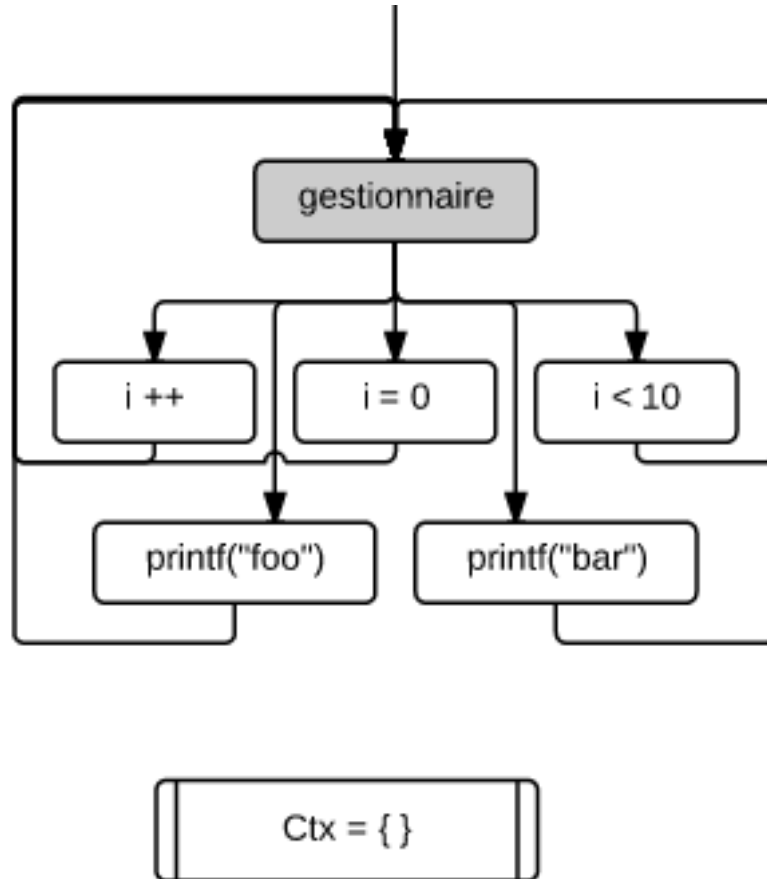 gestionnaire
i ++
i = 0
i < 10
printf("foo")
printf("bar")
Ctx = { }